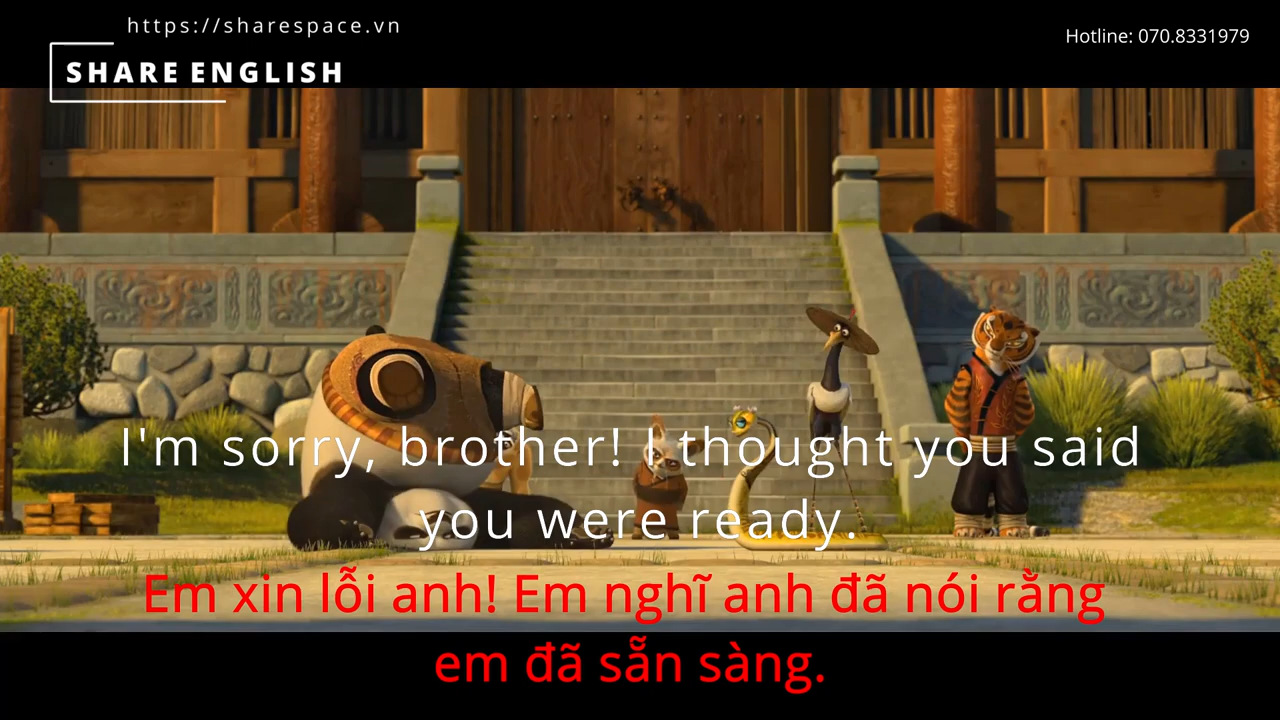 https://sharespace.vn
Hotline: 070.8331979
SHARE ENGLISH
I'm sorry, brother! I thought you said
you were ready.
Em xin lỗi anh! Em nghĩ anh đã nói rằng
em đã sẵn sàng.